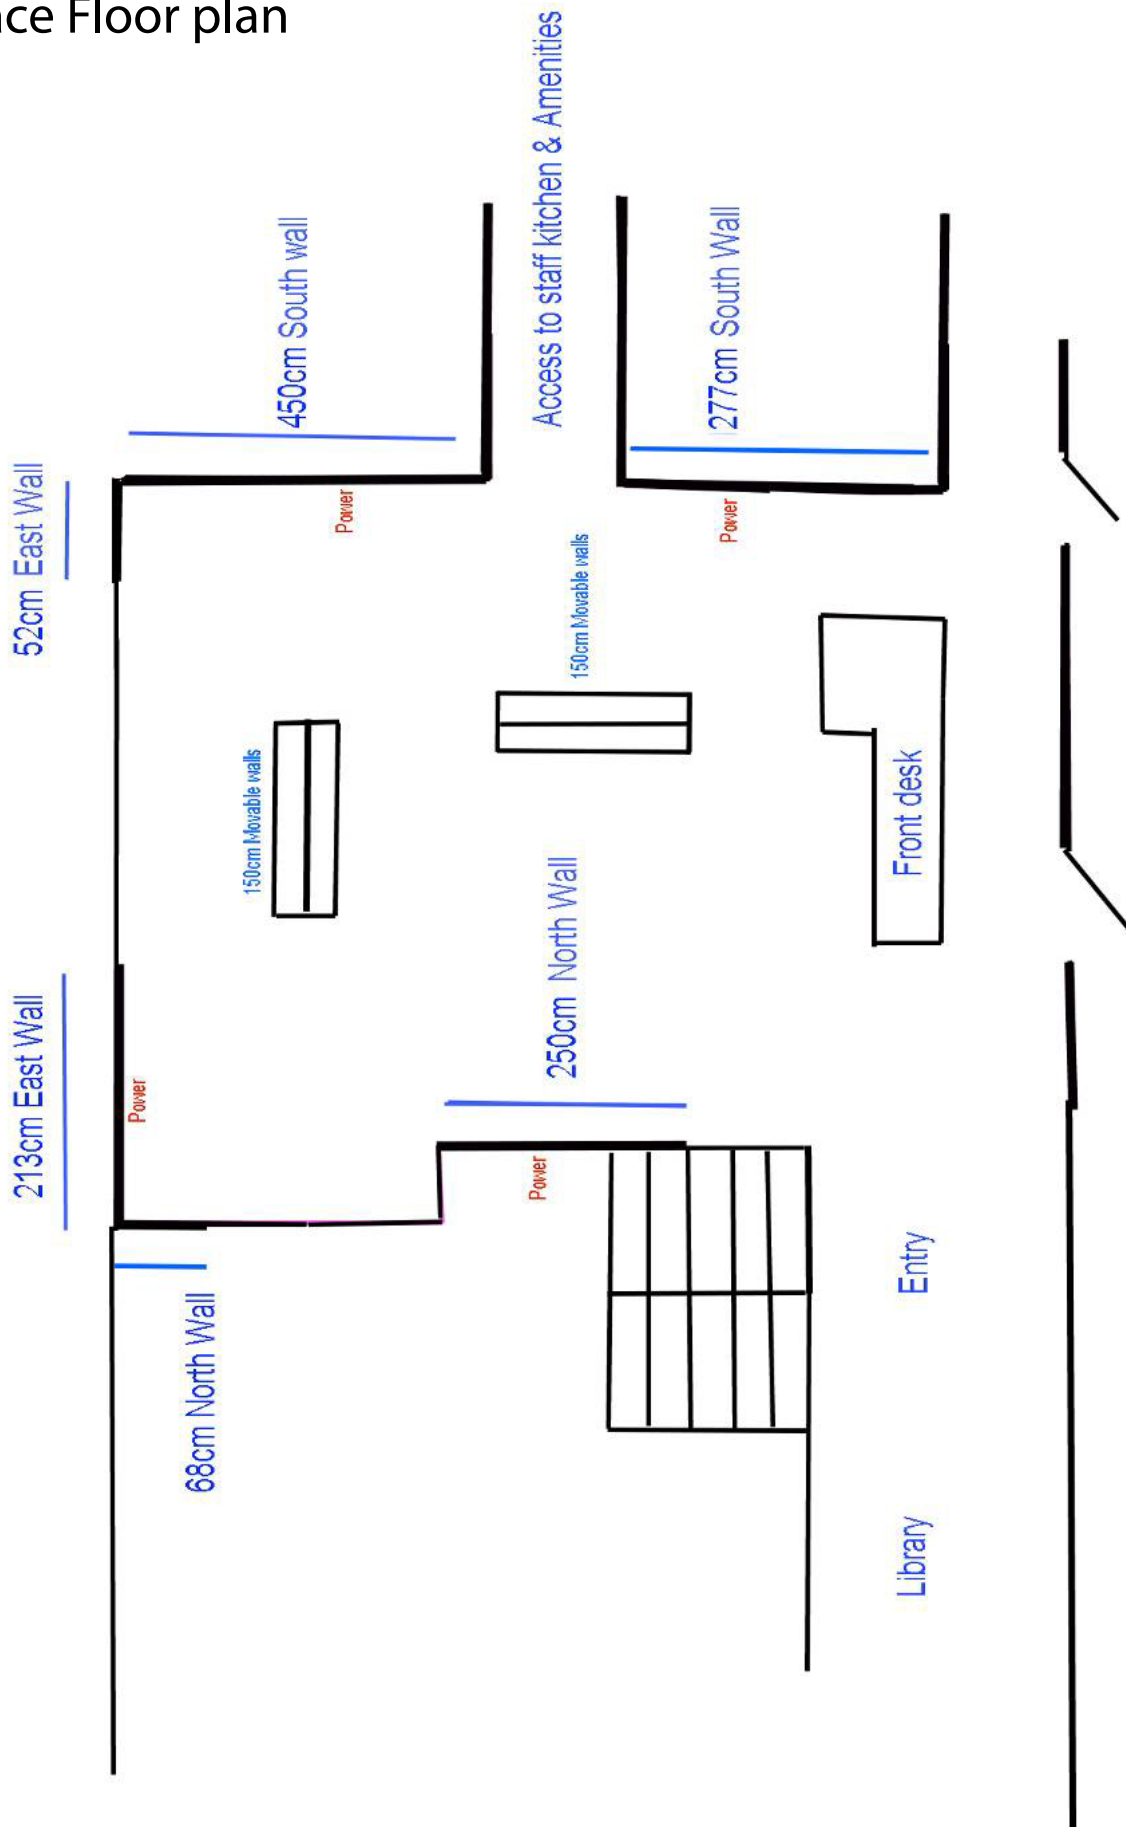 ace Floor plan
Access to staff kitchen & Amenities
450cm South wall
277cm South Wall
52cm East Wall
Power
Power
150cm Movable walls
150cm Movable walls
Front desk
250cm North Wall
213cm East Wall
Power
Power
Entry
68cm North Wall
Library